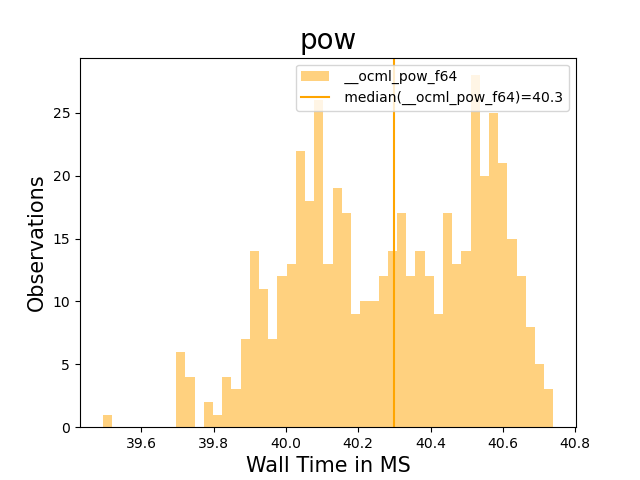 pow
__ocml_pow_f64
median(__ocml_pow_f64)=40.3
Observations
25
20
15
10
5
0
39.6 39.8 40.0 40.2 40.4 40.6 40.8
Wall Time in MS